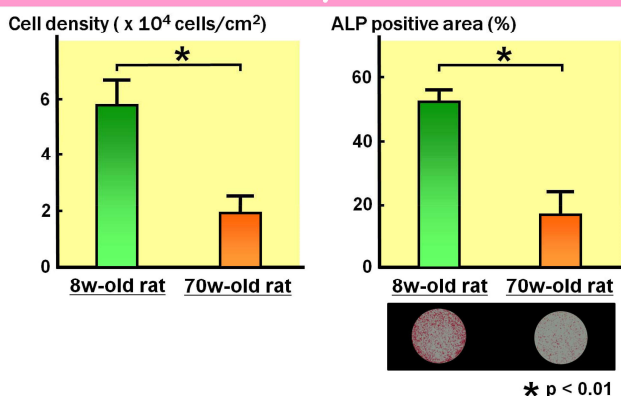 Cell density ( x 10⁴ cells/cm²)
*
6
4
2
0
8w-old rat 70w-old rat
ALP positive area (%)
*
60
40
20
0
8w-old rat 70w-old rat
* p < 0.01